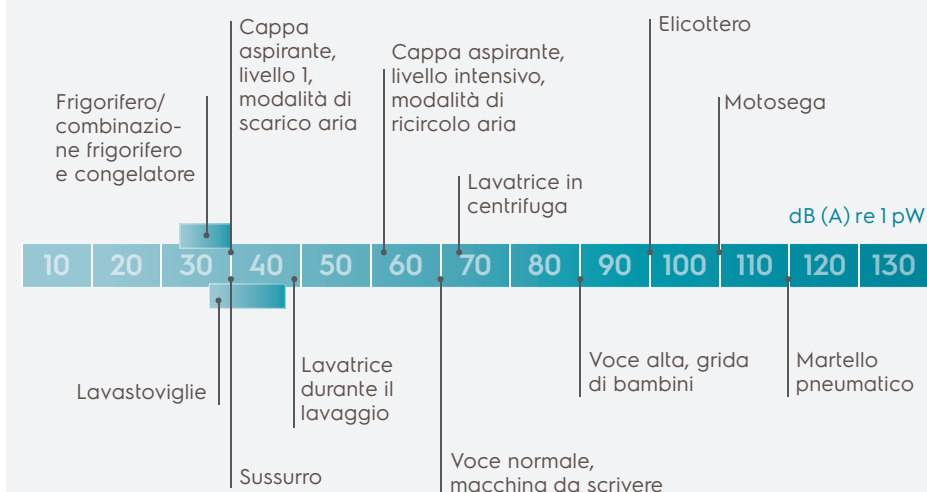 Cappa
aspirante,
livello 1,
modalità di
scarico aria
Elicottero
Cappa aspirante,
livello intensivo,
modalità di
ricircolo aria
Frigorifero/
combinazio-
ne frigorifero
e congelatore
Motosega
Lavatrice in
centrifuga
dB (A) re 1 pW
10 20 30 40 50 60 70 80 90 100 110 120 130
Lavastoviglie
Lavatrice
durante il
lavaggio
Voce alta, grida
di bambini
Martello
pneumatico
Sussurro
Voce normale,
macchina da scrivere